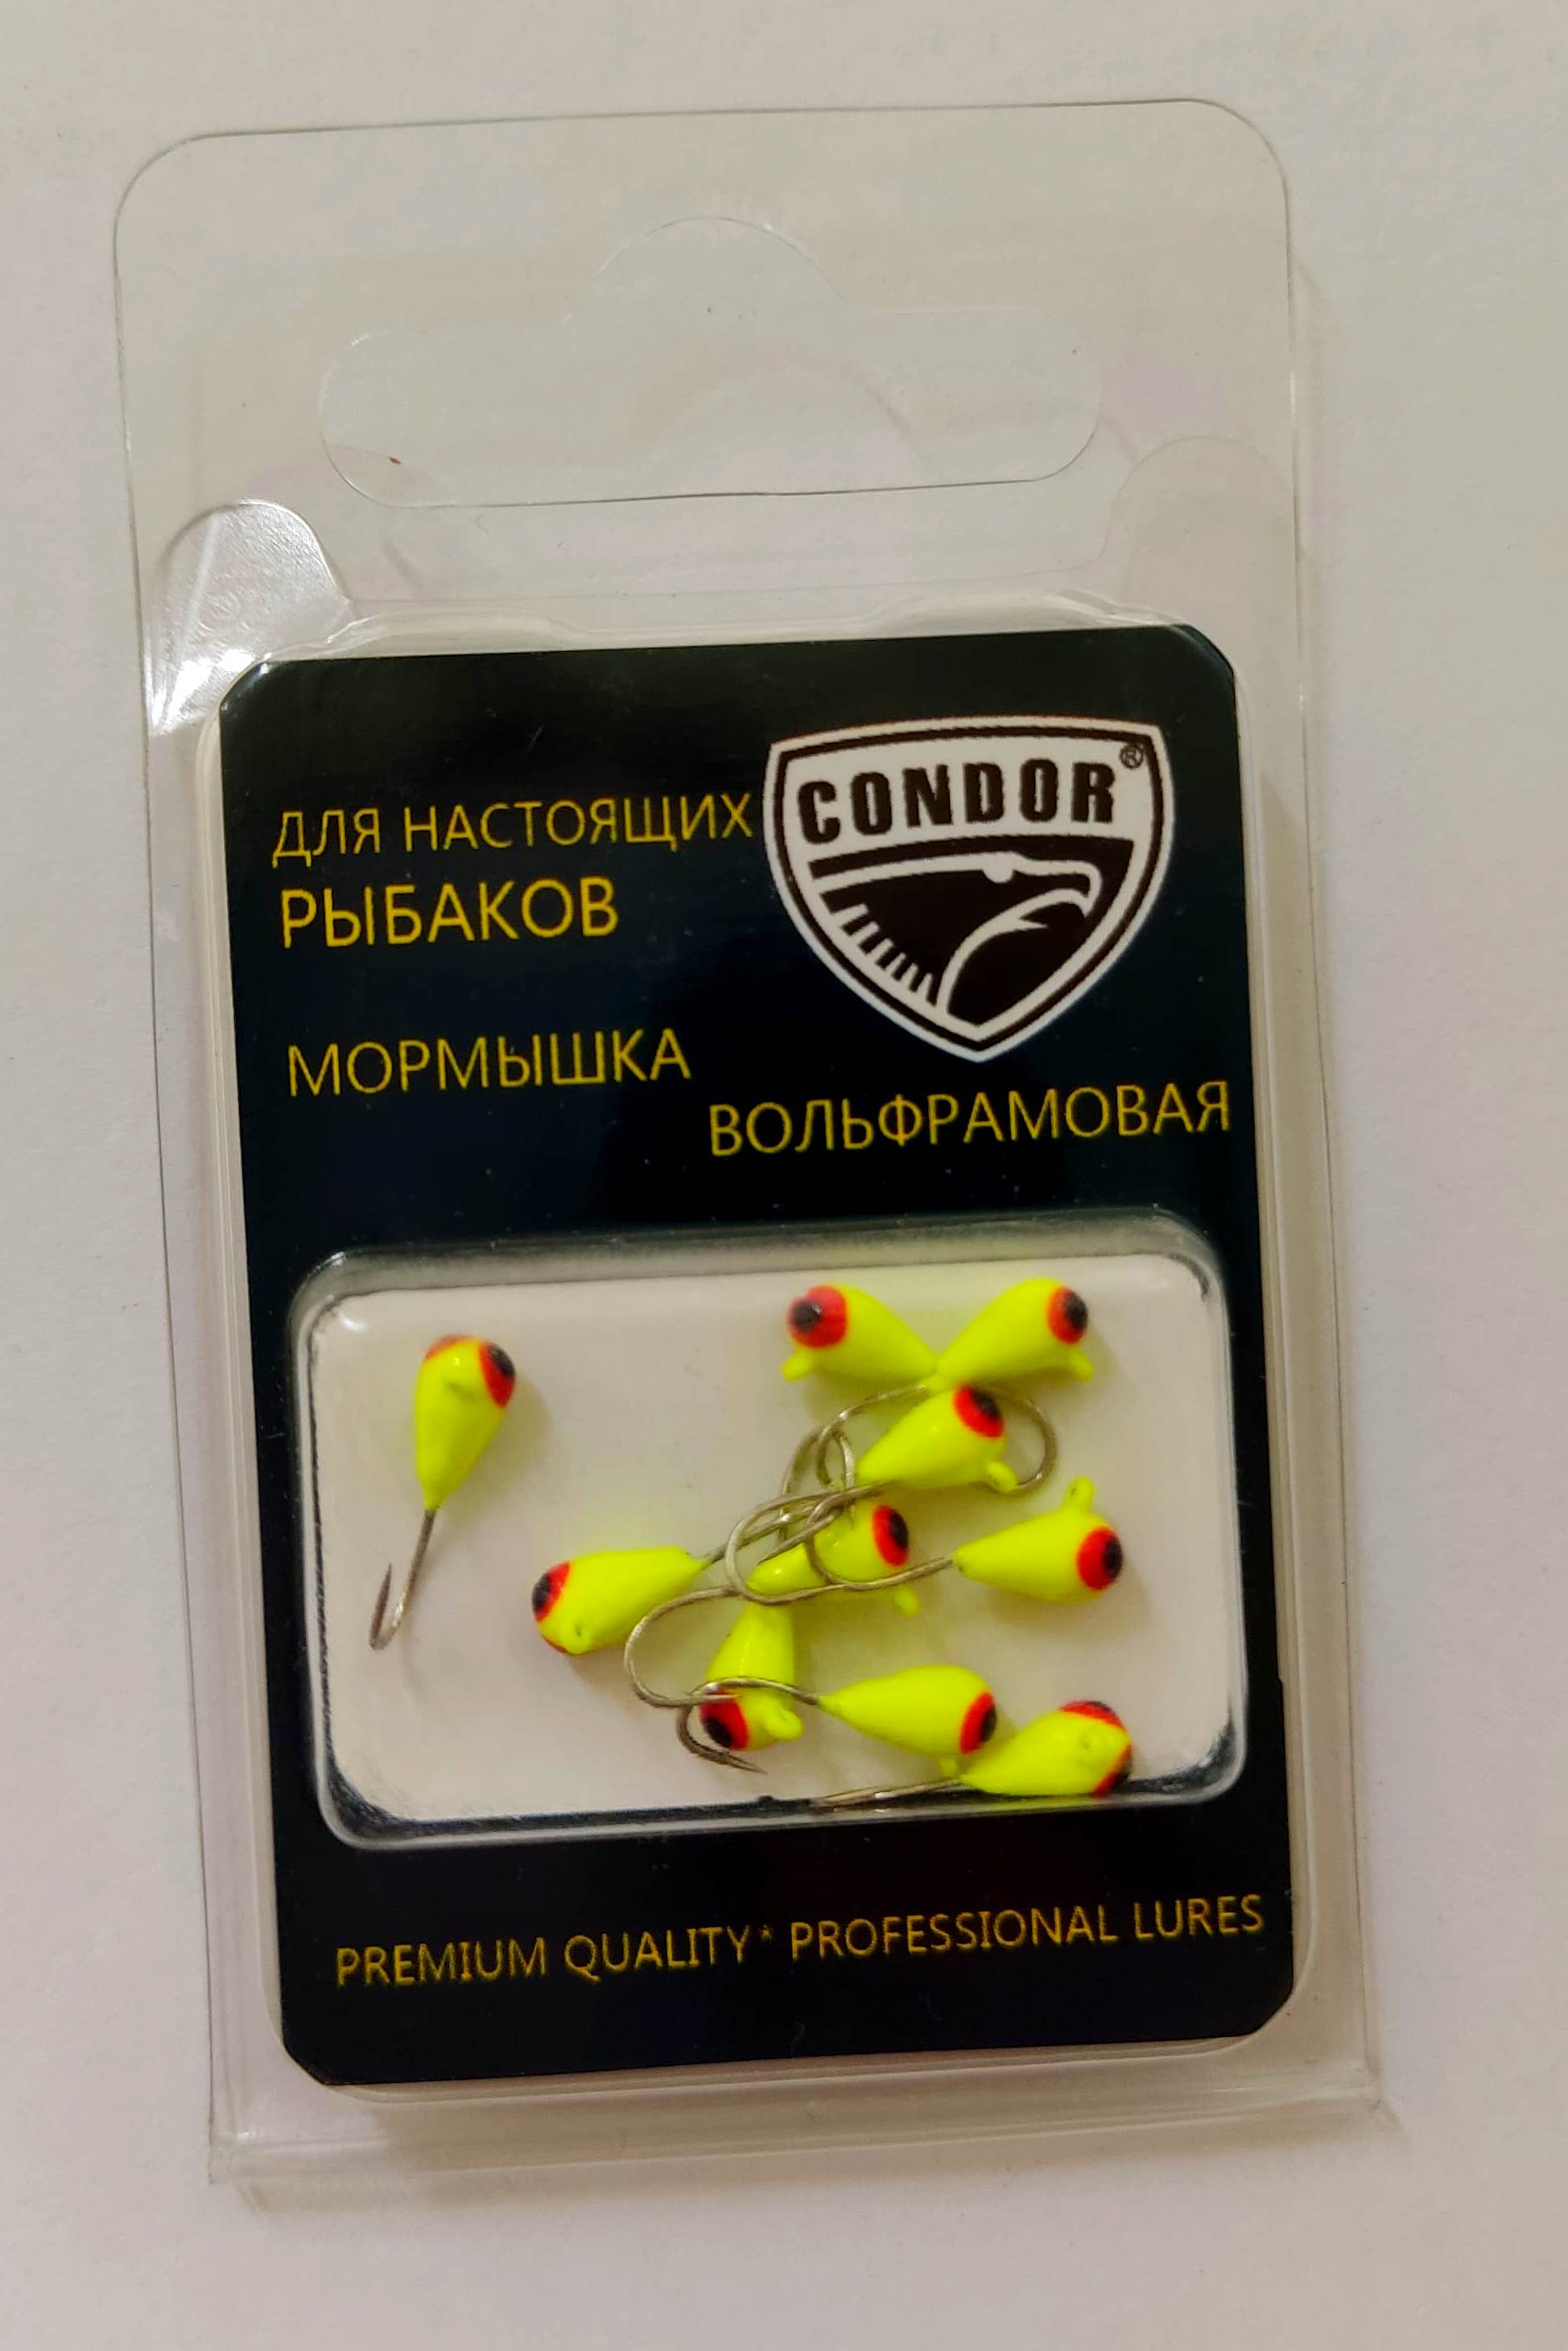 CONDOR®
ДЛЯ НАСТОЯЩИХ
РЫБАКОВ
МОРМЫШКА
ВОЛЬФРАМОВАЯ
PREMIUM QUALITY* PROFESSIONAL LURES